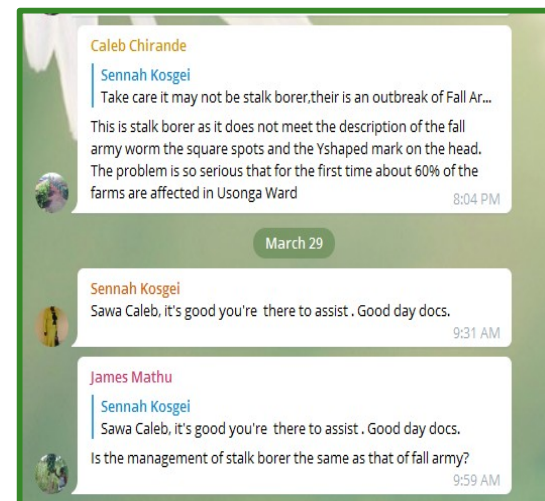 Caleb Chirande
Sennah Kosgei
Take care it may not be stalk borer,their is an outbreak of Fall Ar...
This is stalk borer as it does not meet the description of the fall
army worm the square spots and the Yshaped mark on the head.
The problem is so serious that for the first time about 60% of the
farms are affected in Usonga Ward
8:04 PM
March 29
Sennah Kosgei
Sawa Caleb, it's good you're  there to assist . Good day docs.
9:31 AM
James Mathu
Sennah Kosgei
Sawa Caleb, it's good you're  there to assist . Good day docs.
Is the management of stalk borer the same as that of fall army?
9:59 AM